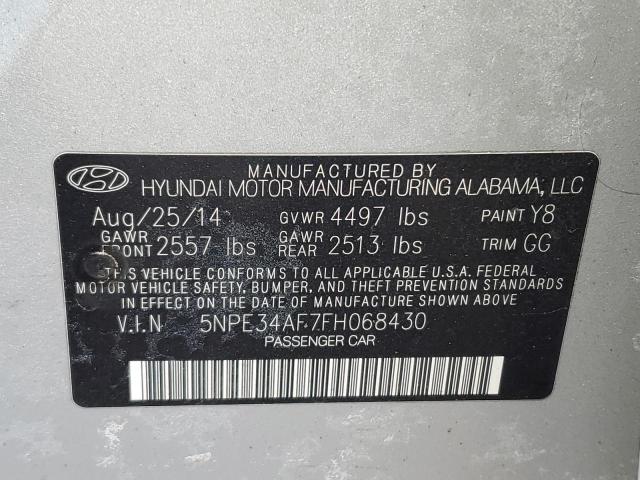 MANUFACTURED BY
HYUNDAI MOTOR MANUFACTURING ALABAMA, LLC
Aug/25/14 GVWR 4497 lbs PAINT Y8
GAWR FRONT 2557 lbs GAWR REAR 2513 lbs TRIM GG
THIS VEHICLE CONFORMS TO ALL APPLICABLE U.S.A. FEDERAL
MOTOR VEHICLE SAFETY, BUMPER, AND THEFT PREVENTION
STANDARDS IN EFFECT ON THE DATE OF MANUFACTURE SHOWN ABOVE
V.I.N 5NPE34AF7FH068430
PASSENGER CAR